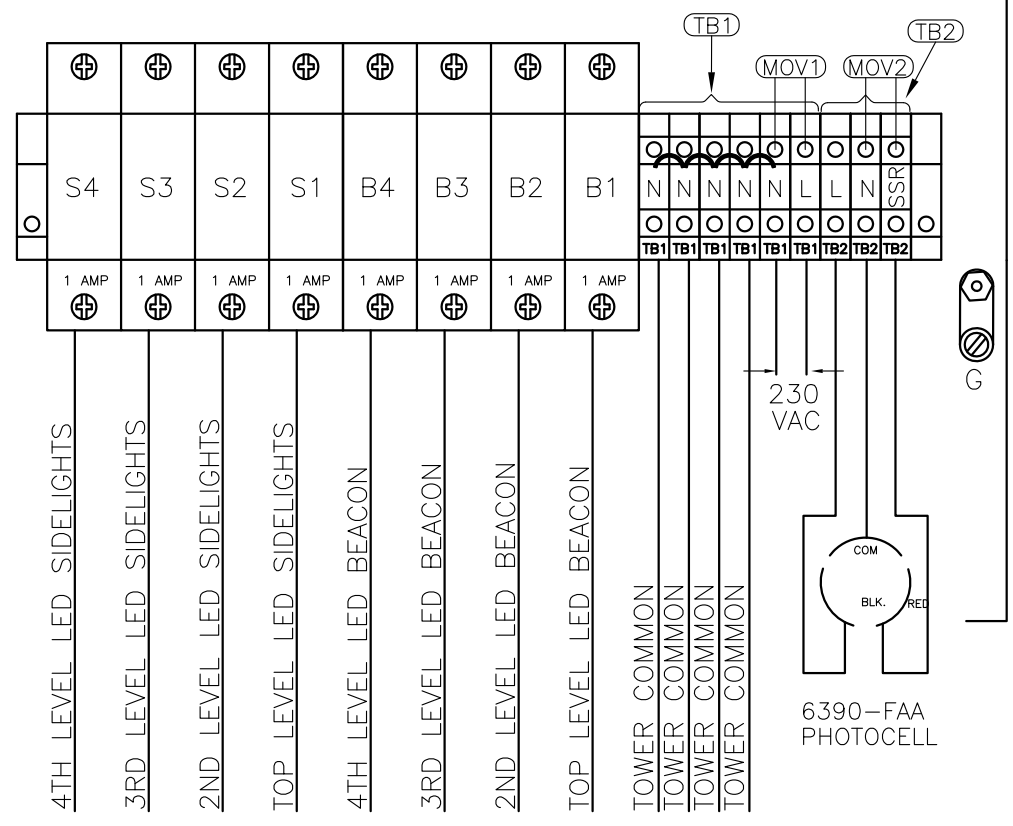 TB1
TB2
MOV1
MOV2
S4
S3
S2
S1
B4
B3
B2
B1
N
N
N
N
N
L
L
N
SSR
TB1
TB1
TB1
TB1
TB1
TB1
TB2
TB2
TB2
1 AMP
1 AMP
1 AMP
1 AMP
1 AMP
1 AMP
1 AMP
1 AMP
G
230
VAC
4TH LEVEL LED SIDELIGHTS
3RD LEVEL LED SIDELIGHTS
2ND LEVEL LED SIDELIGHTS
TOP LEVEL LED SIDELIGHTS
4TH LEVEL LED BEACON
3RD LEVEL LED BEACON
2ND LEVEL LED BEACON
TOP LEVEL LED BEACON
TOWER COMMON
TOWER COMMON
TOWER COMMON
TOWER COMMON
COM
BLK.
RED
6390-FAA
PHOTOCELL